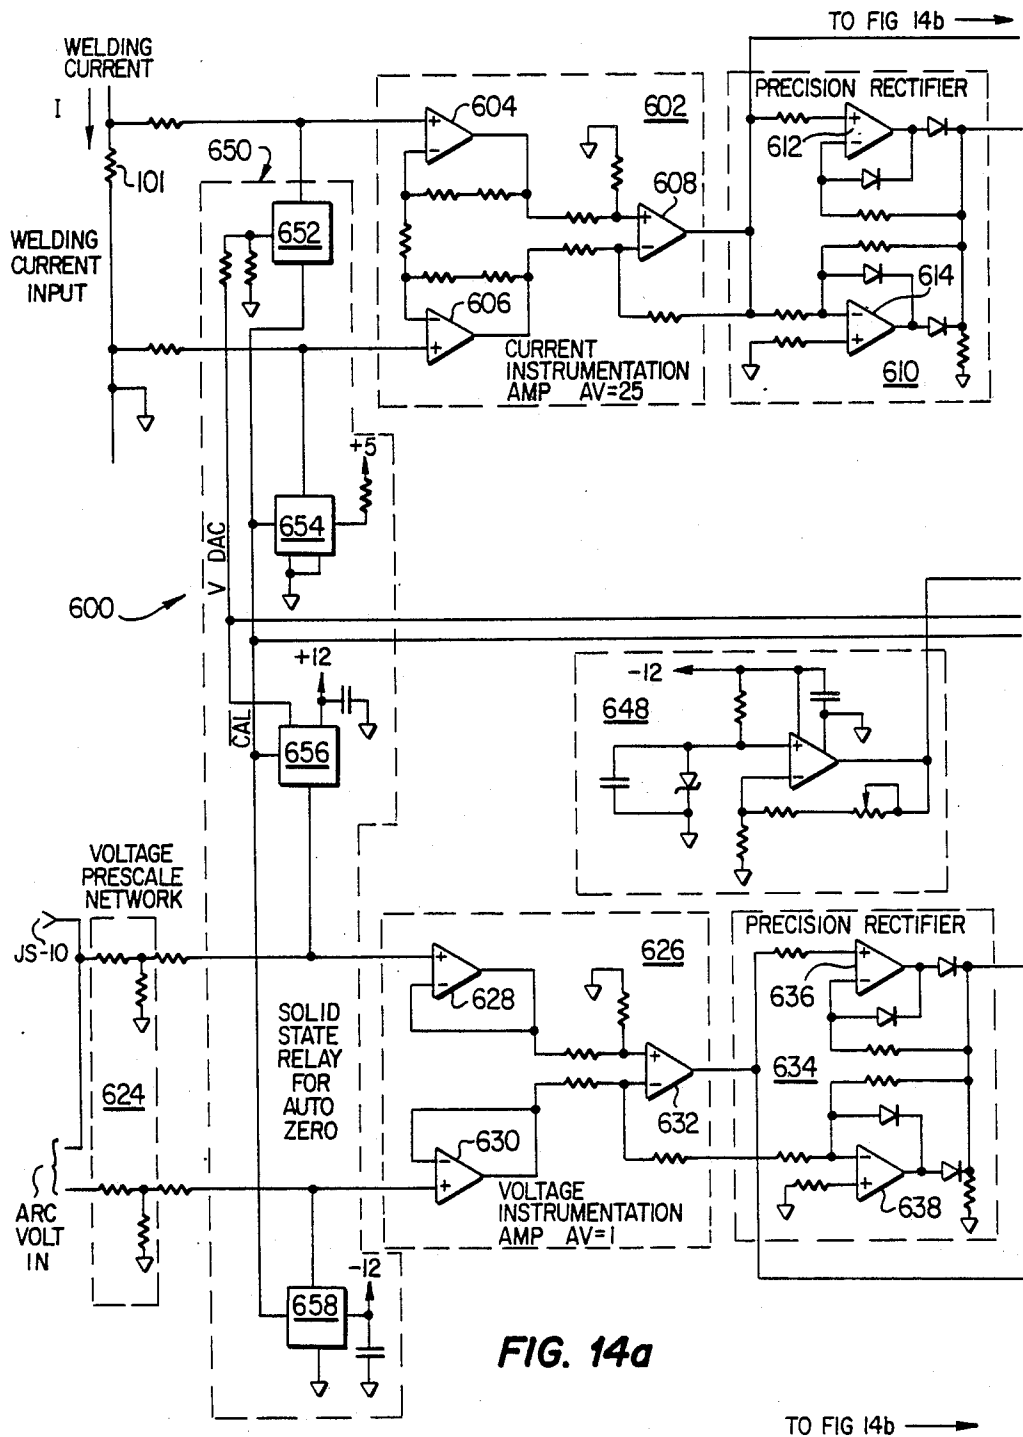 TO FIG 14b
WELDING
CURRENT
I
101
WELDING
CURRENT
INPUT
650
652
604
602
608
606
CURRENT
INSTRUMENTATION
AMP AV=25
PRECISION RECTIFIER
612
614
610
+5
654
V DAC
600
+12
CAL
656
-12
648
VOLTAGE
PRESCALE
NETWORK
JS-10
624
ARC
VOLT
IN
SOLID
STATE
RELAY
FOR
AUTO
ZERO
626
628
632
630
VOLTAGE
INSTRUMENTATION
AMP AV=1
PRECISION RECTIFIER
636
634
638
-12
658
FIG. 14a
TO FIG 14b